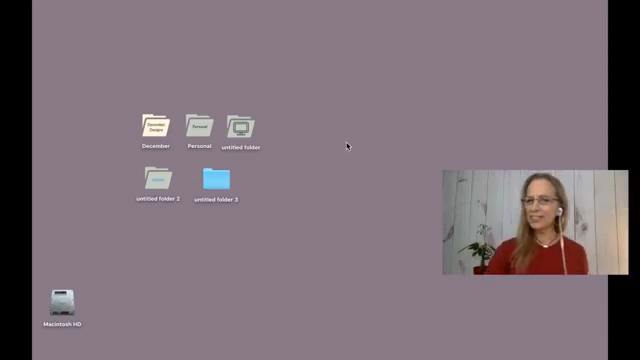 December
Designs
Personal
December
Personal
untitled folder
untitled folder 2
untitled folder 3
Macintosh HD